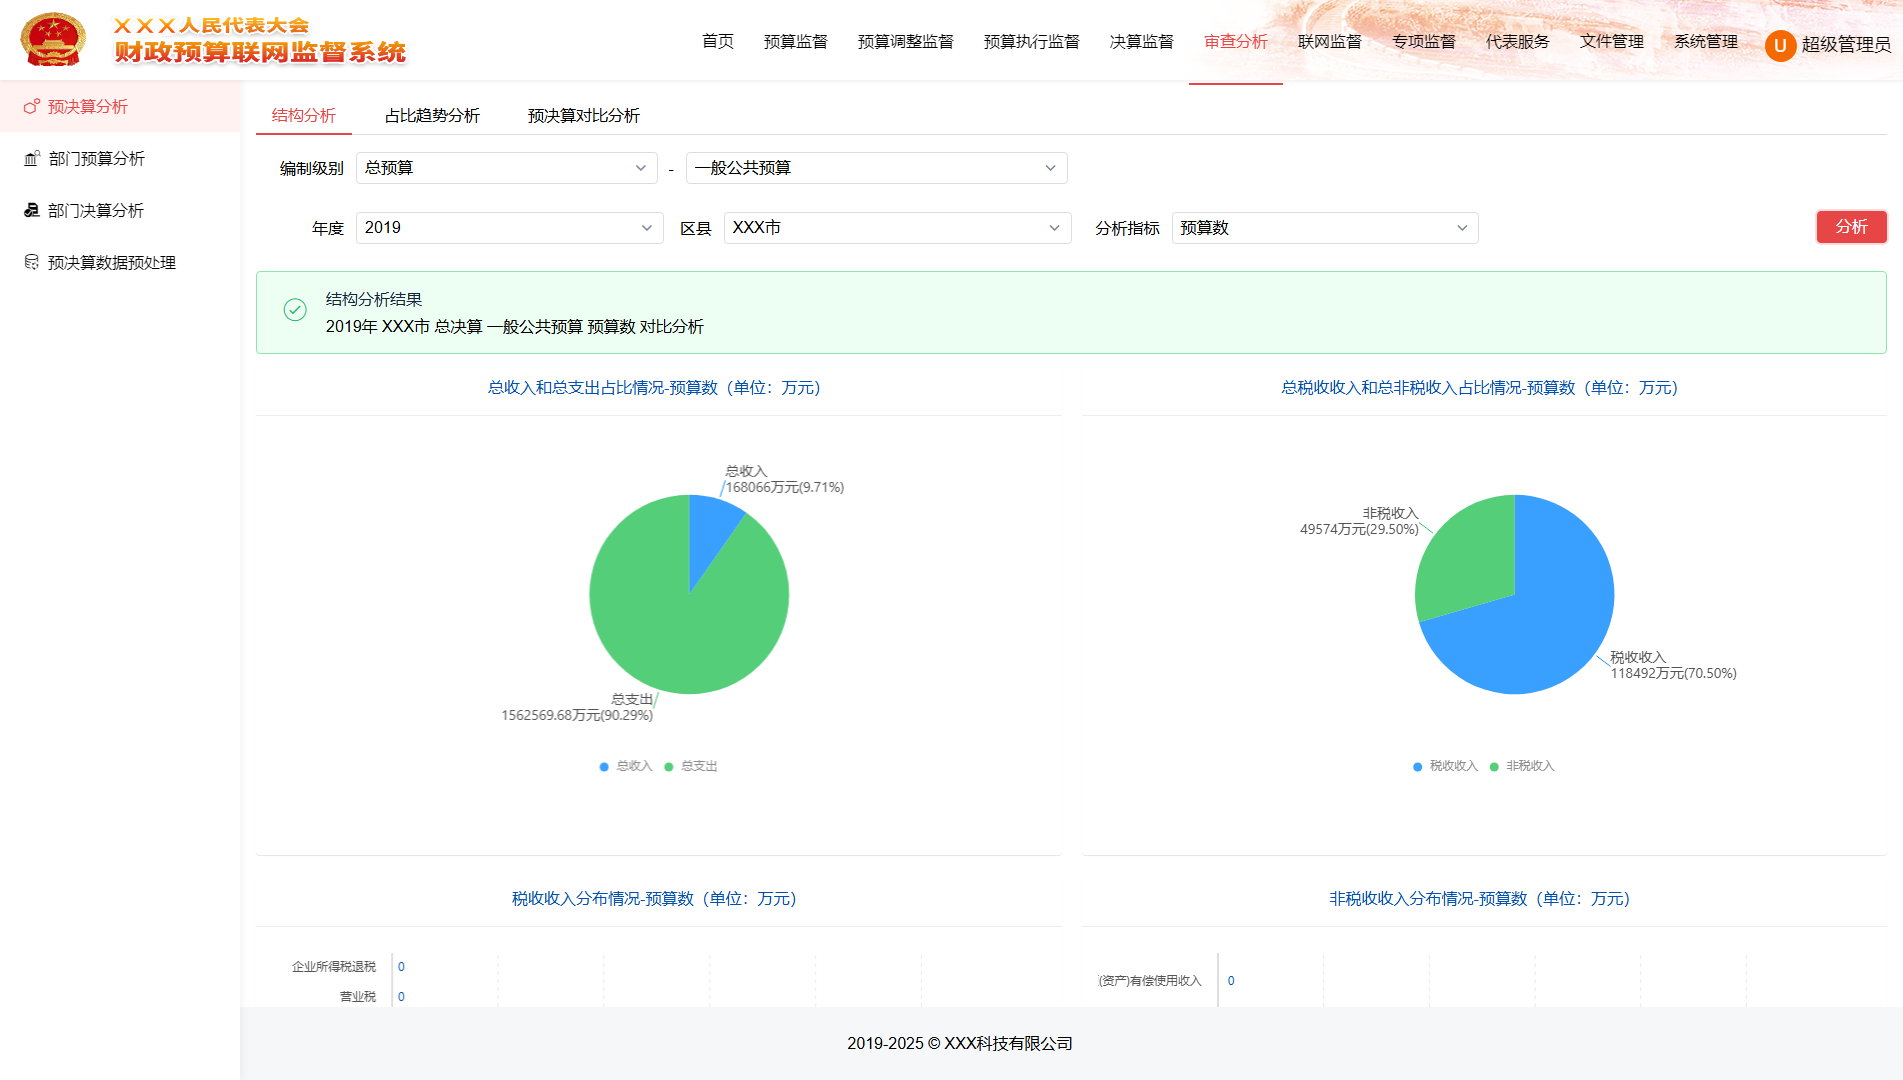 XXX人民代表大会
财政预算联网监督系统
首页 预算监督 预算调整监督 预算执行监督 决算监督 审查分析 联网监督 专项监督 代表服务 文件管理 系统管理 U 超级管理员
预决算分析
部门预算分析
部门决算分析
预决算数据预处理
结构分析 占比趋势分析 预决算对比分析
编制级别 总预算 - 一般公共预算
年度 2019 区县 XXX市 分析指标 预算数 分析
结构分析结果
2019年 XXX市 总决算 一般公共预算 预算数 对比分析
总收入和总支出占比情况-预算数（单位：万元）
总收入
168066万元(9.71%)
总支出
1562569.68万元(90.29%)
总收入 总支出
总税收收入和总非税收入占比情况-预算数（单位：万元）
非税收入
49574万元(29.50%)
税收收入
118492万元(70.50%)
税收收入 非税收入
税收收入分布情况-预算数（单位：万元）
企业所得税退税 0
营业税 0
非税收收入分布情况-预算数（单位：万元）
(资产)有偿使用收入 0
2019-2025 © XXX科技有限公司